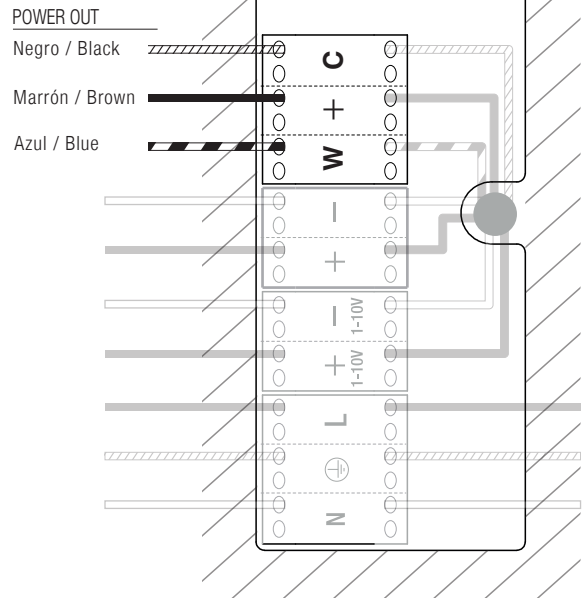 POWER OUT
Negro / Black
C
Marrón / Brown
+
Azul / Blue
W
−
+
− 1-10V
+ 1-10V
L
N